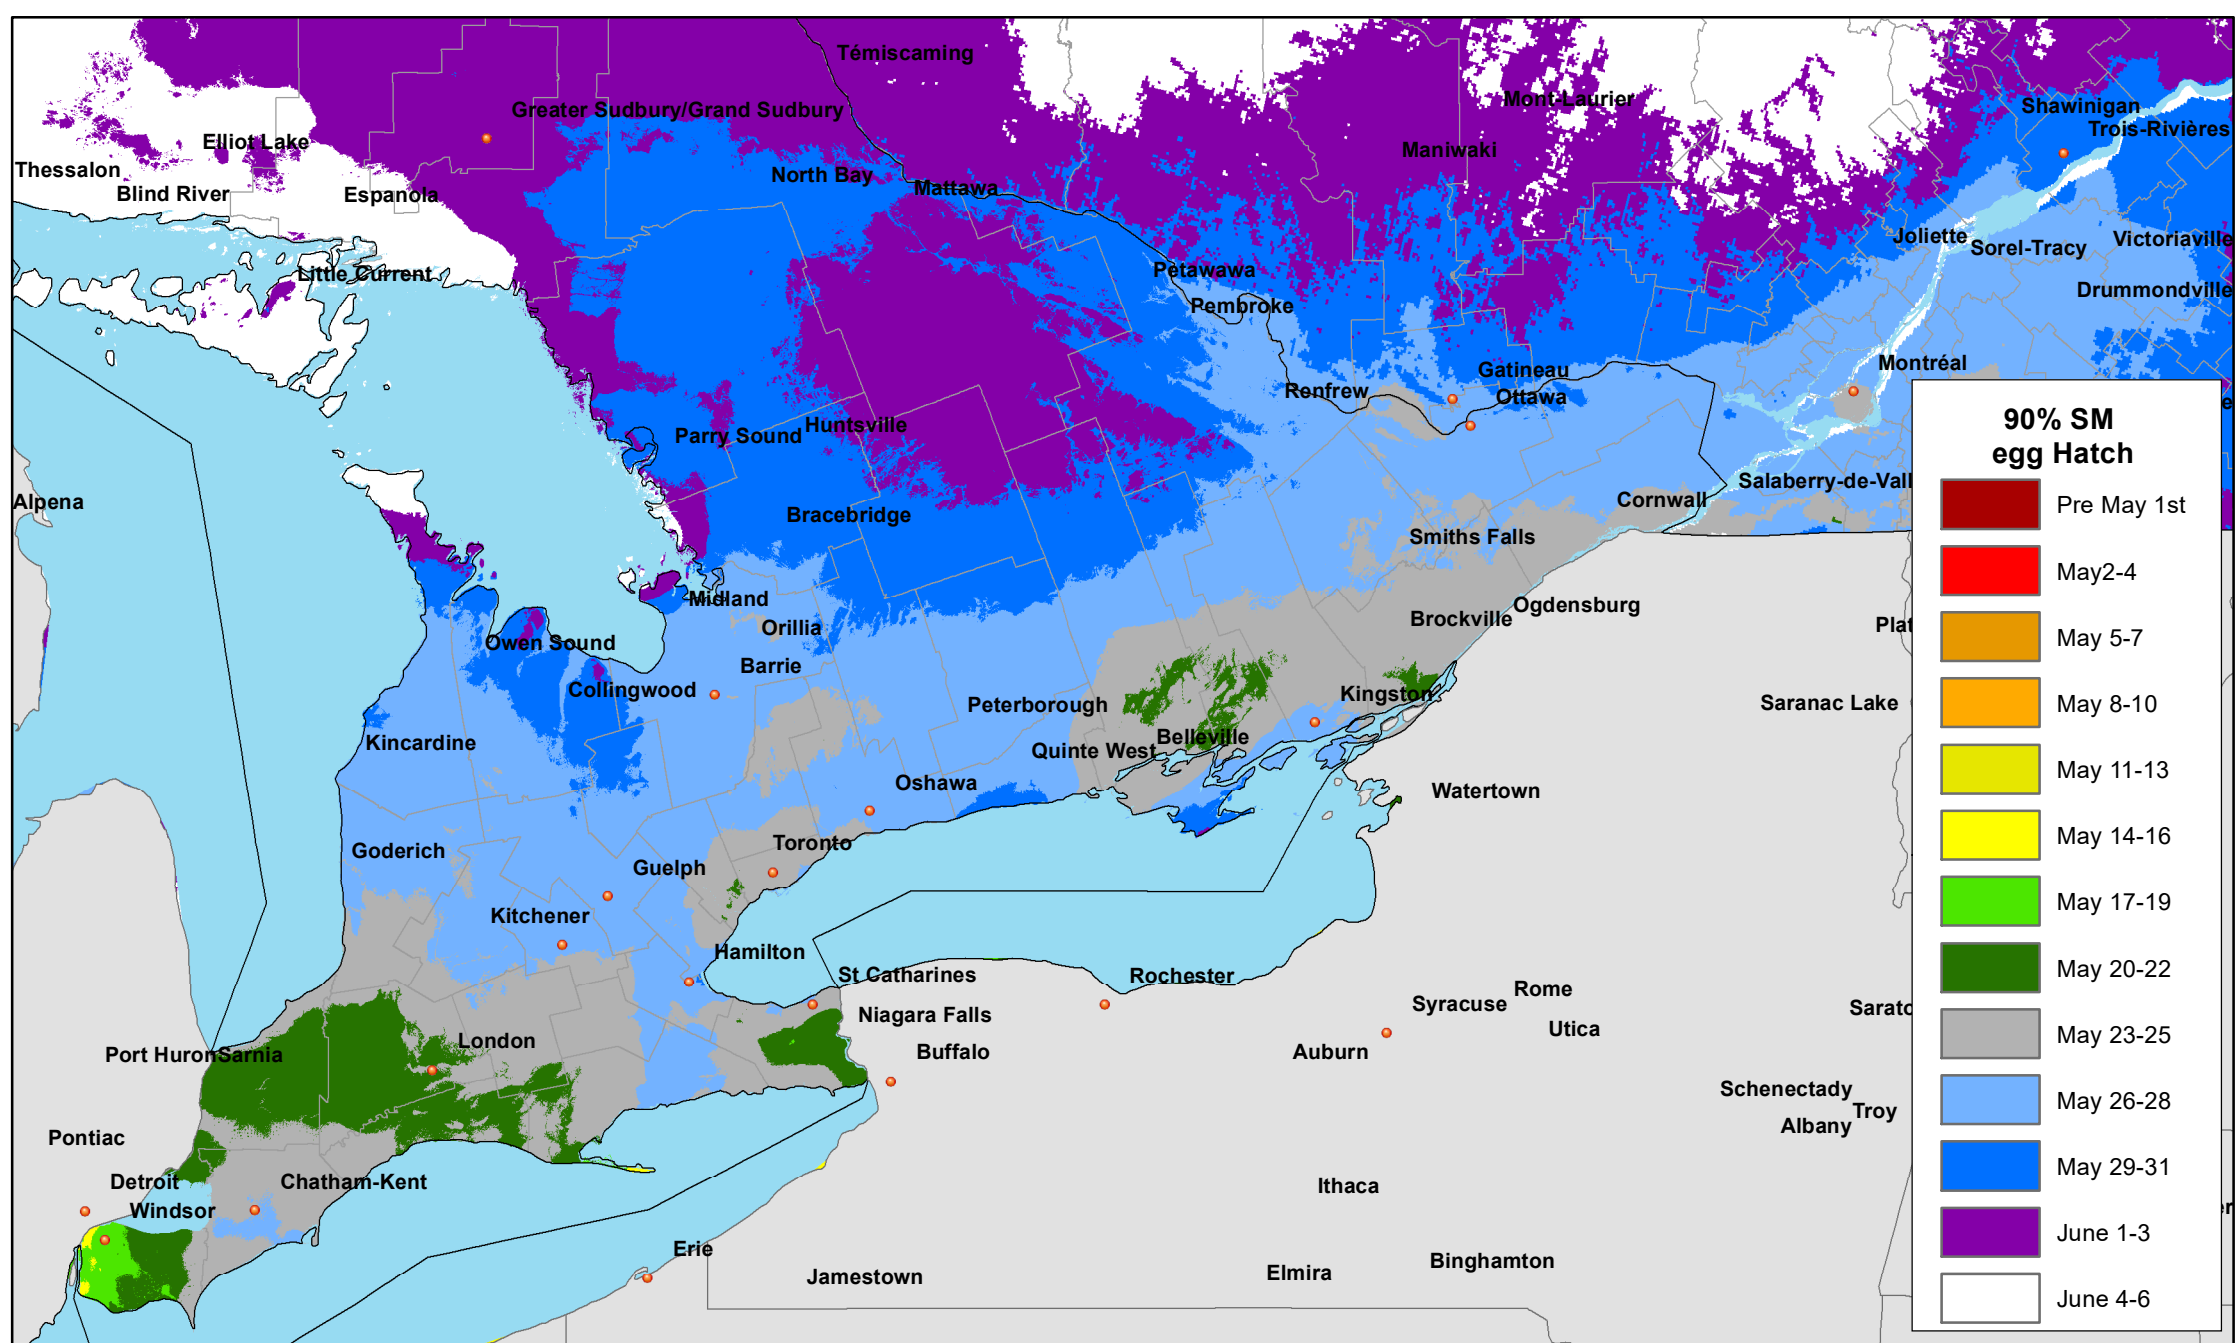 Témiscaming
Mont-Laurier
Greater Sudbury/Grand Sudbury
Shawinigan
Trois-Rivières
Elliot Lake
Maniwaki
Thessalon
North Bay
Mattawa
Blind River
Espanola
Joliette
Sorel-Tracy
Victoriaville
Little Current
Petawawa
Pembroke
Drummondville
Montréal
Gatineau
Renfrew
Ottawa
Huntsville
Parry Sound
Salaberry-de-Vall
Cornwall
Alpena
Bracebridge
Smiths Falls
Midland
Ogdensburg
Brockville
Orillia
Plat
Owen Sound
Barrie
Collingwood
Kingston
Saranac Lake
Peterborough
Belleville
Kincardine
Quinte West
Oshawa
Watertown
Toronto
Goderich
Guelph
Kitchener
Hamilton
St Catharines
Rochester
Rome
Syracuse
Sarato
Niagara Falls
Utica
London
Port Huron
Sarnia
Buffalo
Auburn
Schenectady
Troy
Albany
Pontiac
Detroit
Chatham-Kent
Ithaca
Windsor
Erie
Binghamton
Elmira
Jamestown
90% SM
egg Hatch
Pre May 1st
May2-4
May 5-7
May 8-10
May 11-13
May 14-16
May 17-19
May 20-22
May 23-25
May 26-28
May 29-31
June 1-3
June 4-6